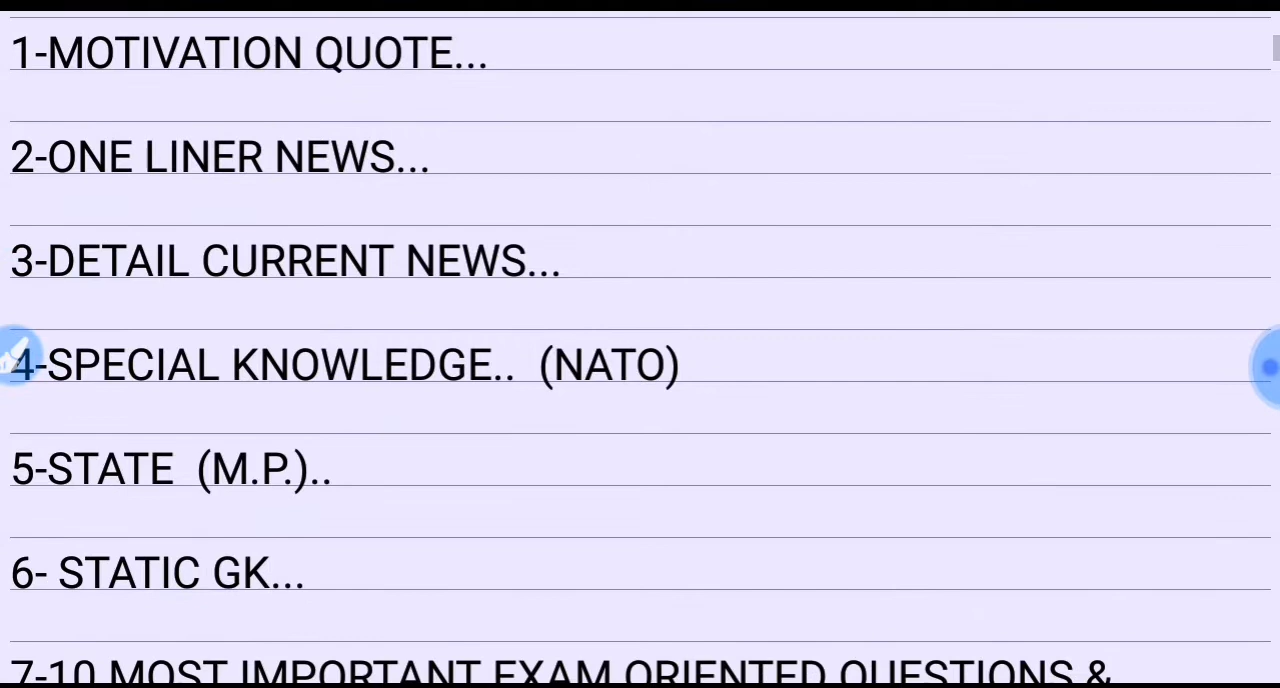 1-MOTIVATION QUOTE...
2-ONE LINER NEWS...
3-DETAIL CURRENT NEWS...
4-SPECIAL KNOWLEDGE.. (NATO)
5-STATE (M.P.)..
6- STATIC GK...
7-10 MOST IMPORTANT EXAM ORIENTED QUESTIONS &